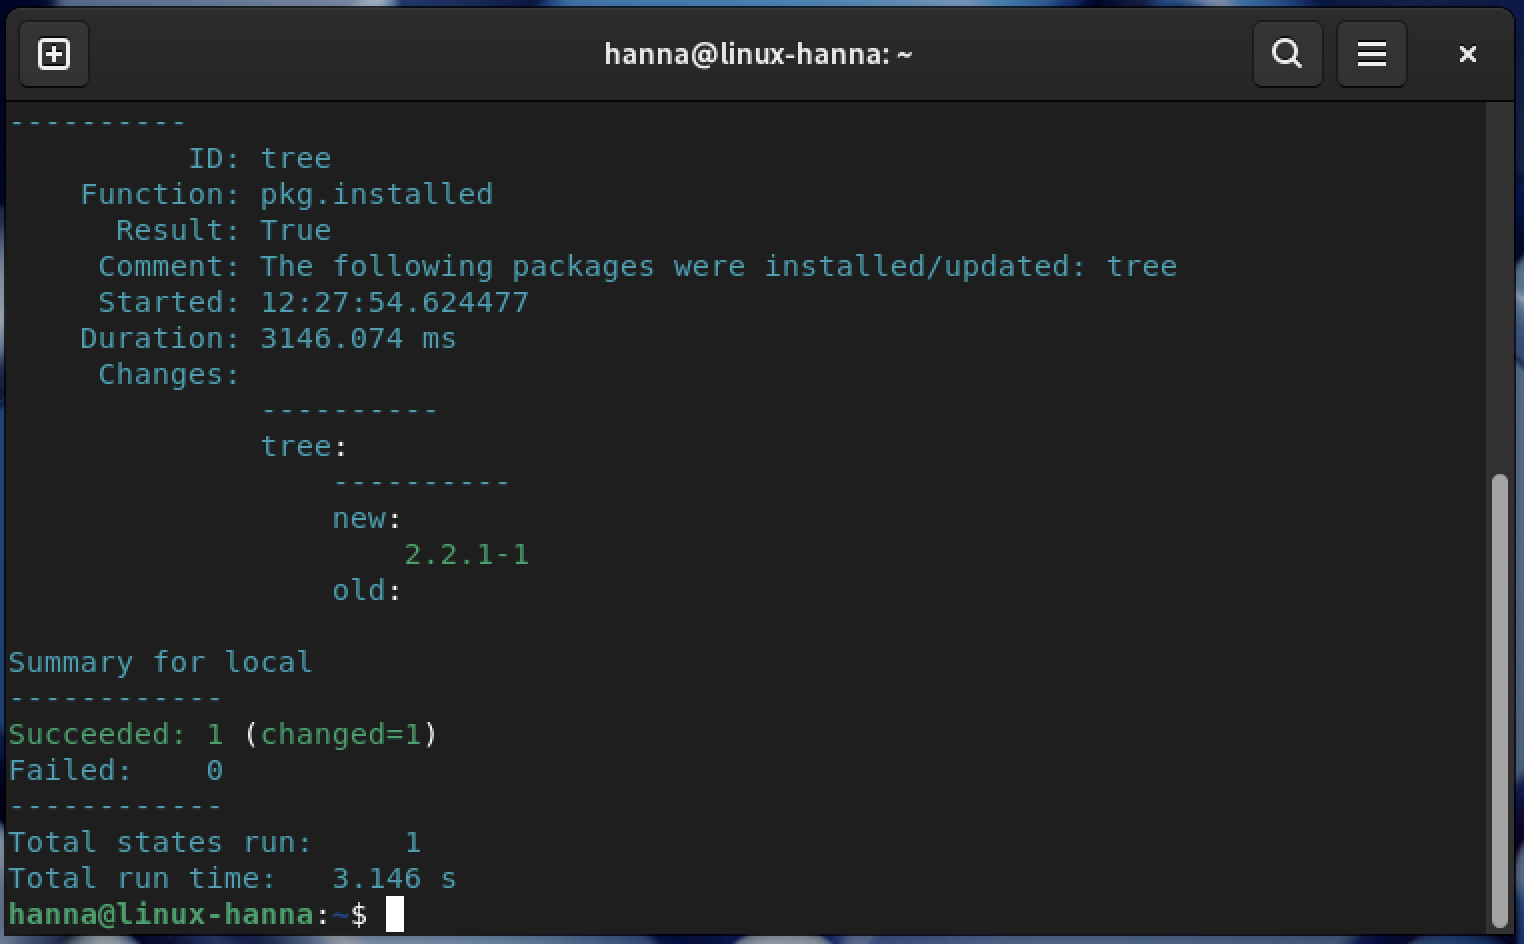 hanna@linux-hanna: ~
----------
          ID: tree
    Function: pkg.installed
      Result: True
     Comment: The following packages were installed/updated: tree
     Started: 12:27:54.624477
    Duration: 3146.074 ms
     Changes:
              ----------
              tree:
                  ----------
                  new:
                      2.2.1-1
                  old:

Summary for local
------------
Succeeded: 1 (changed=1)
Failed:    0
------------
Total states run:     1
Total run time:   3.146 s
hanna@linux-hanna:~$